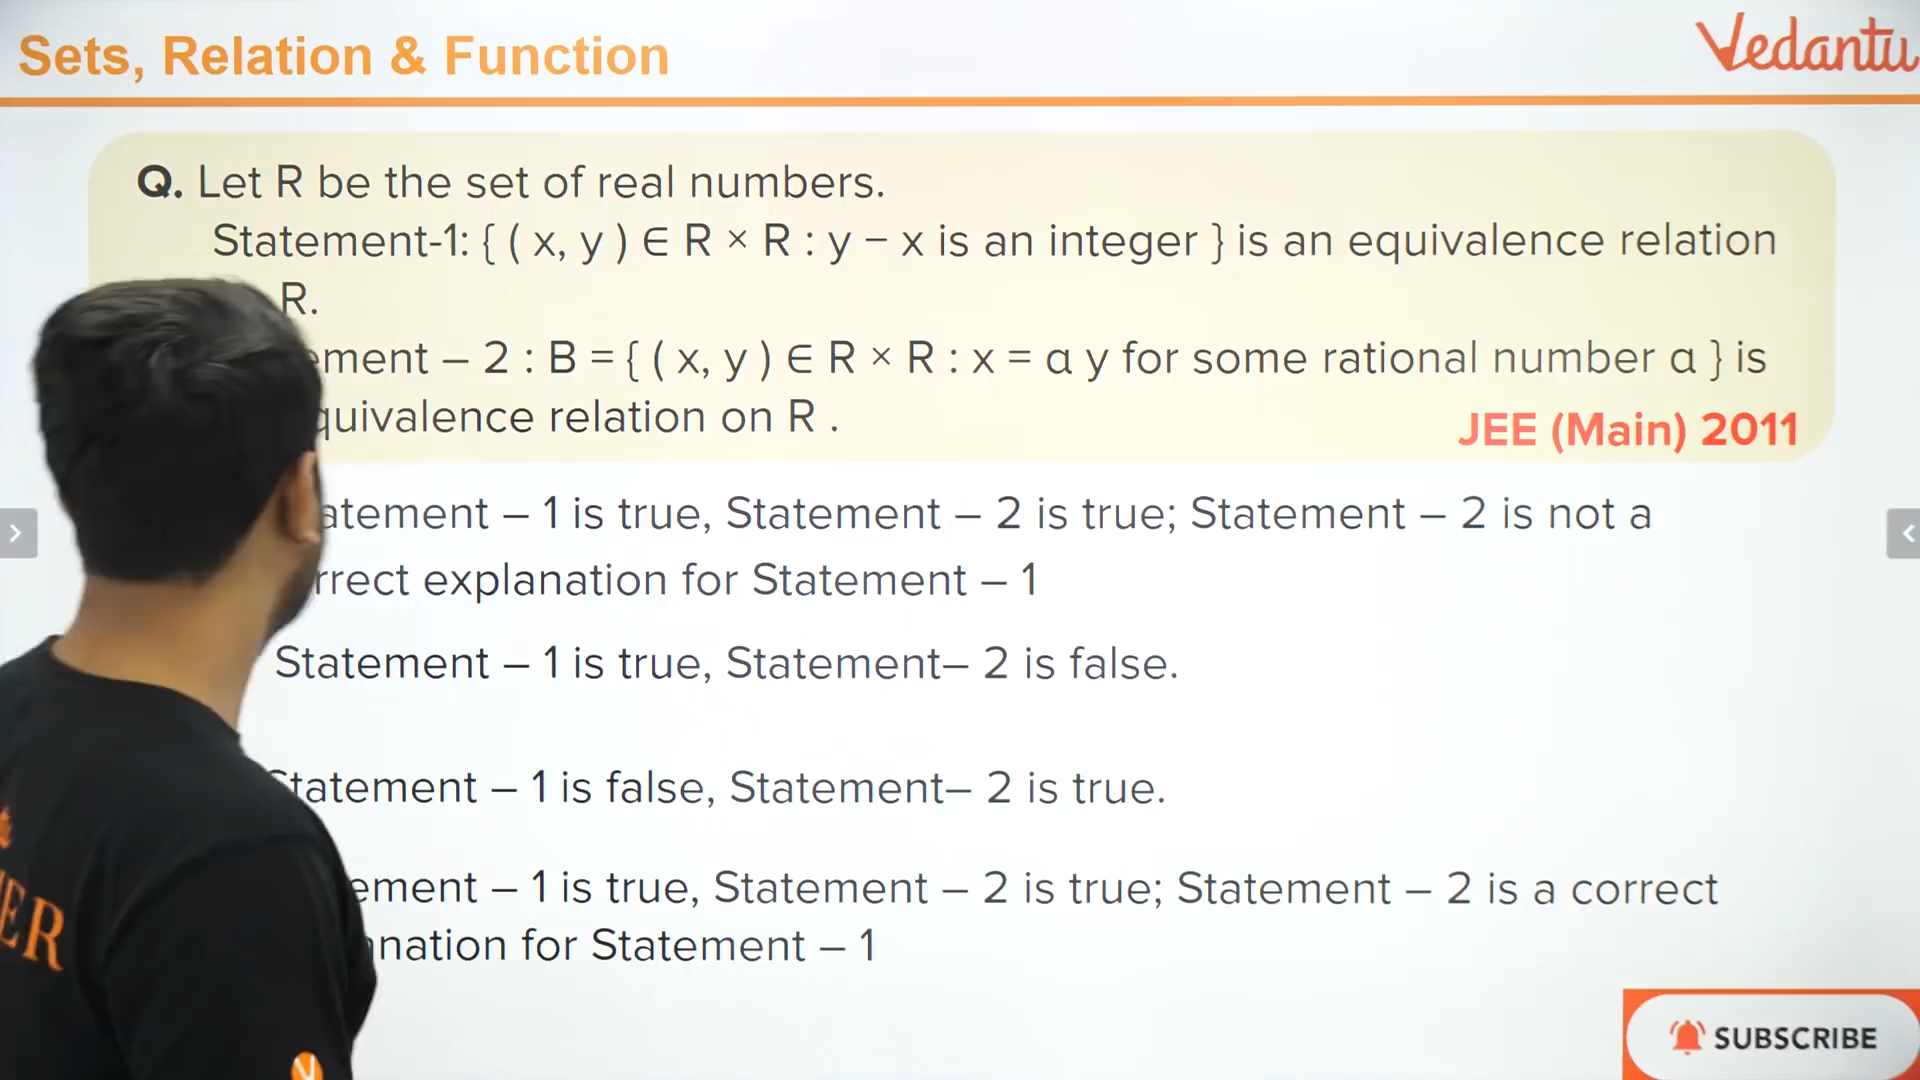 Sets, Relation & Function
Vedantu
Q. Let R be the set of real numbers.
Statement-1: { ( x, y ) ∈ R × R : y – x is an integer } is an equivalence relation
R.
ement – 2 : B = { ( x, y ) ∈ R × R : x = α y for some rational number α } is
quivalence relation on R .
JEE (Main) 2011
atement – 1 is true, Statement – 2 is true; Statement – 2 is not a
rrect explanation for Statement – 1
Statement – 1 is true, Statement– 2 is false.
Statement – 1 is false, Statement– 2 is true.
ement – 1 is true, Statement – 2 is true; Statement – 2 is a correct
nation for Statement – 1
ER
SUBSCRIBE